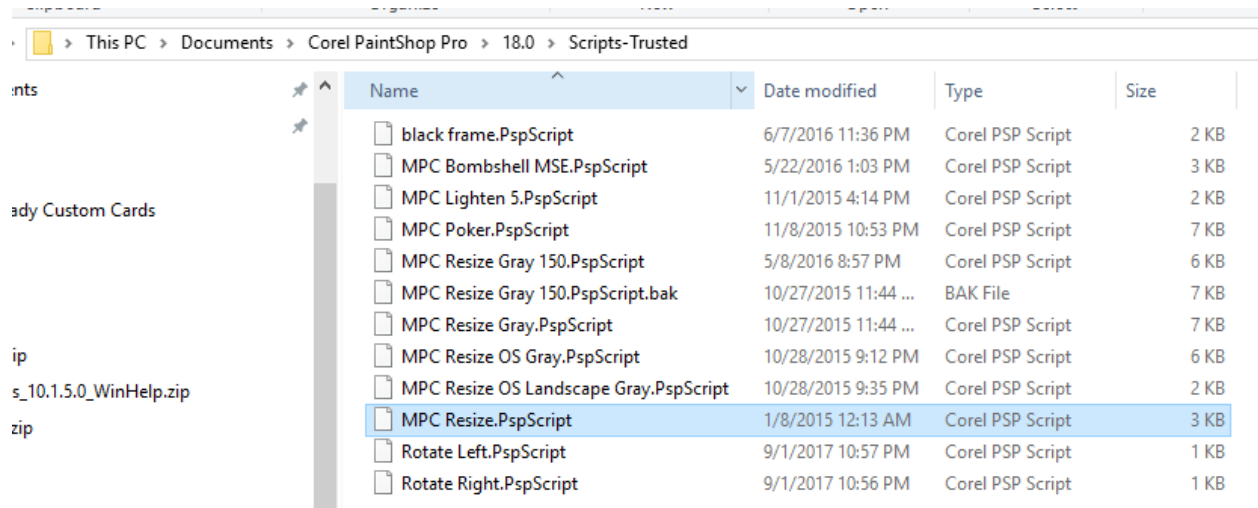 This PC > Documents > Corel PaintShop Pro > 18.0 > Scripts-Trusted
Name Date modified Type Size
black frame.PspScript 6/7/2016 11:36 PM Corel PSP Script 2 KB
MPC Bombshell MSE.PspScript 5/22/2016 1:03 PM Corel PSP Script 3 KB
MPC Lighten 5.PspScript 11/1/2015 4:14 PM Corel PSP Script 2 KB
ady Custom Cards
MPC Poker.PspScript 11/8/2015 10:53 PM Corel PSP Script 7 KB
MPC Resize Gray 150.PspScript 5/8/2016 8:57 PM Corel PSP Script 6 KB
MPC Resize Gray 150.PspScript.bak 10/27/2015 11:44 ... BAK File 7 KB
MPC Resize Gray.PspScript 10/27/2015 11:44 ... Corel PSP Script 7 KB
ip
MPC Resize OS Gray.PspScript 10/28/2015 9:12 PM Corel PSP Script 6 KB
s_10.1.5.0_WinHelp.zip
MPC Resize OS Landscape Gray.PspScript 10/28/2015 9:35 PM Corel PSP Script 2 KB
zip
MPC Resize.PspScript 1/8/2015 12:13 AM Corel PSP Script 3 KB
Rotate Left.PspScript 9/1/2017 10:57 PM Corel PSP Script 1 KB
Rotate Right.PspScript 9/1/2017 10:56 PM Corel PSP Script 1 KB